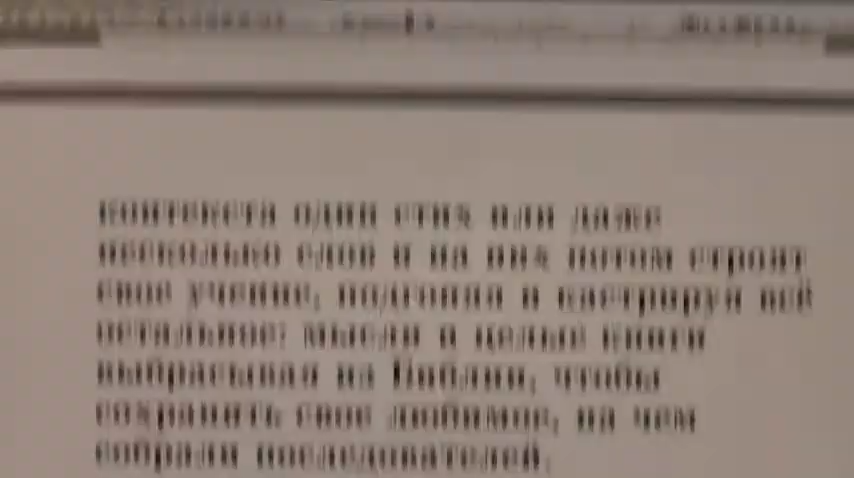 контекста один стих или даже
несколько слов и на них потом строят
свое учение, подгоняя и кастрируя всё
остальное: мысли и целые книги
выбрасывая из Библии, чтобы
сохранить свое любимое, на чем
собрали последователей.